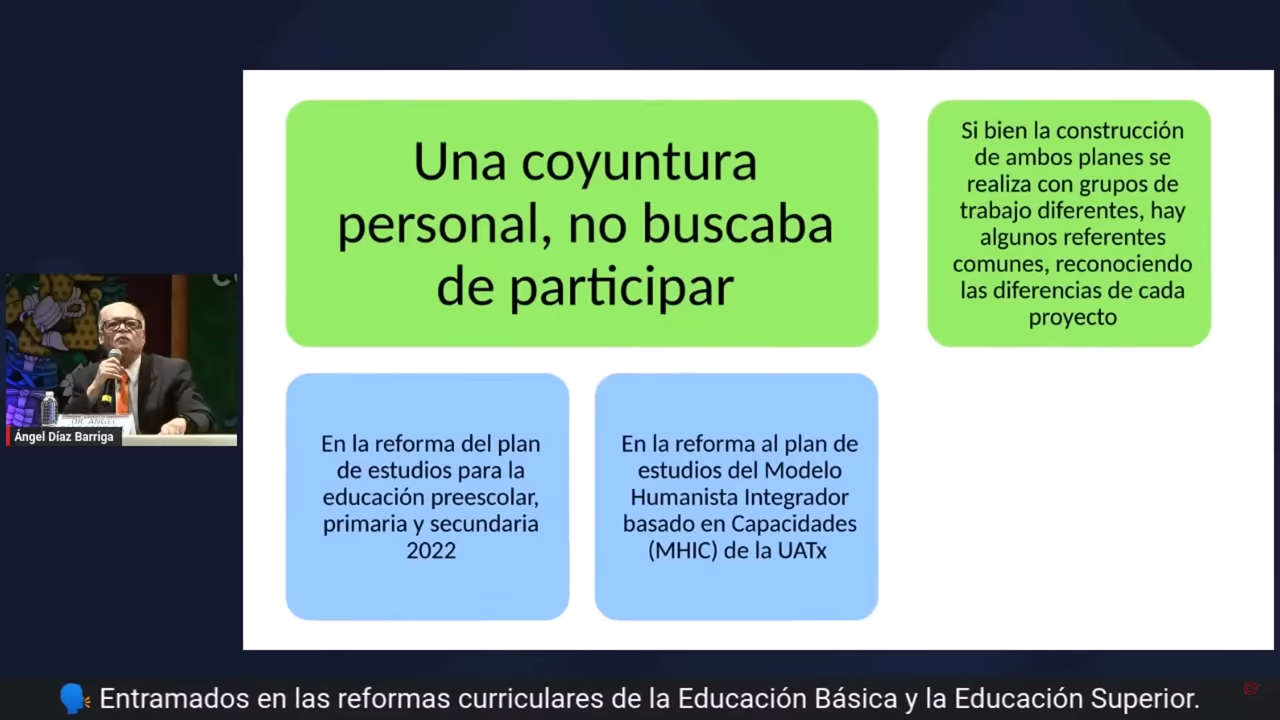 Una coyuntura
personal, no buscaba
de participar
Si bien la construcción
de ambos planes se
realiza con grupos de
trabajo diferentes, hay
algunos referentes
comunes, reconociendo
las diferencias de cada
proyecto
En la reforma del plan
de estudios para la
educación preescolar,
primaria y secundaria
2022
En la reforma al plan de
estudios del Modelo
Humanista Integrador
basado en Capacidades
(MHIC) de la UATx
DR. ANGEL
Ángel Díaz Barriga
Entramados en las reformas curriculares de la Educación Básica y la Educación Superior.